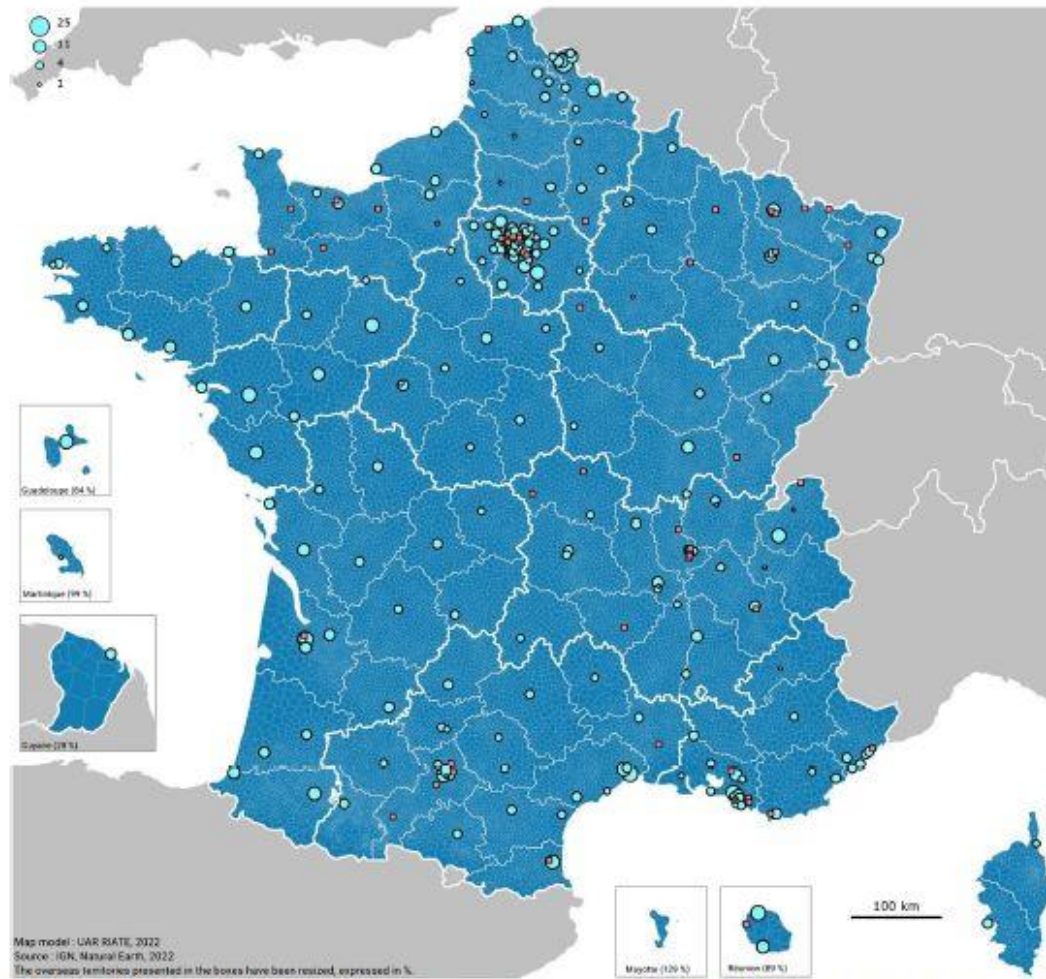 25
11
4
1
Guadeloupe (84 %)
Martinique (99 %)
Guyane (28 %)
Mayotte (129 %)
Réunion (89 %)
100 km
Map model : UAR RIATE, 2022
Source : IGN, Natural Earth, 2022
The overseas territories presented in the boxes have been resized, expressed in %.